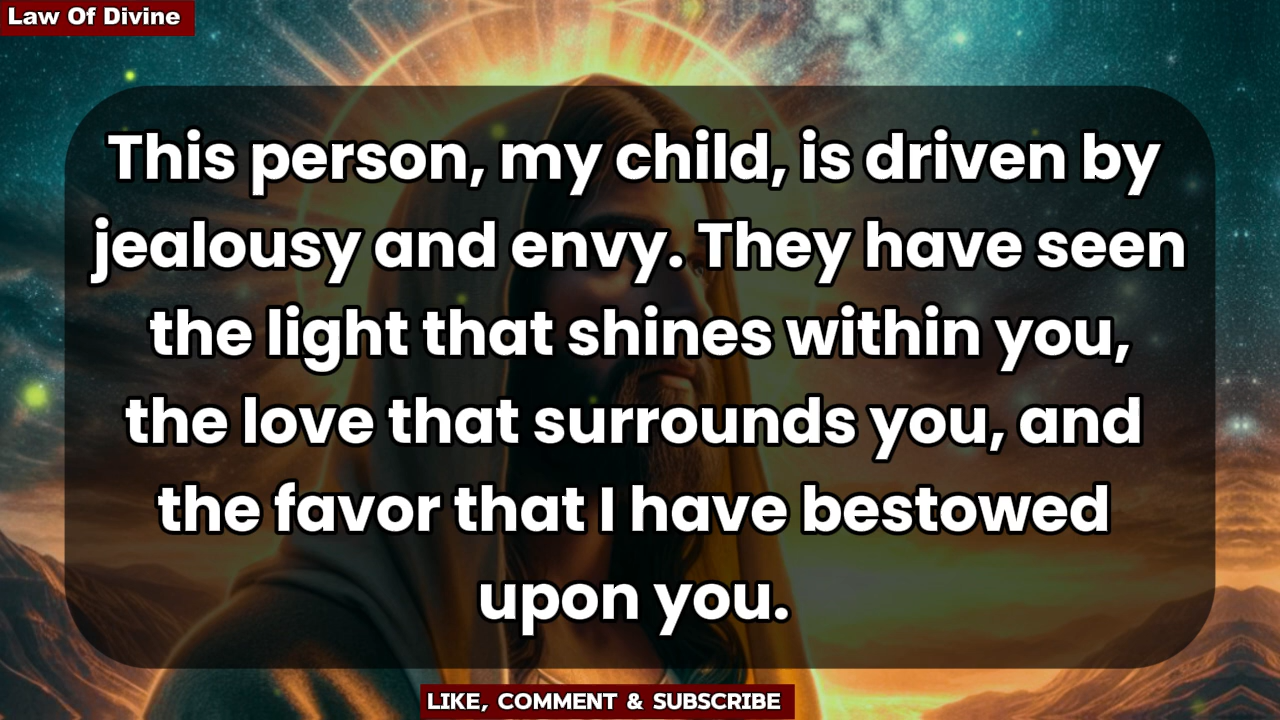 Law Of Divine
This person, my child, is driven by
jealousy and envy. They have seen
the light that shines within you,
the love that surrounds you, and
the favor that I have bestowed
upon you.
LIKE, COMMENT & SUBSCRIBE